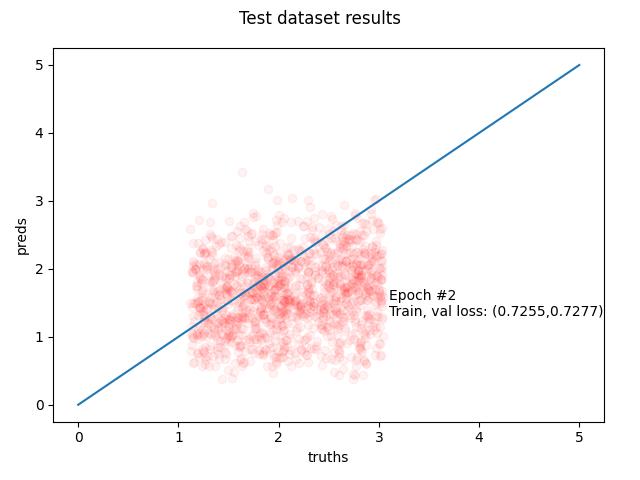 Test dataset results
5
4
3
2
1
0
preds
Epoch #2
Train, val loss: (0.7255,0.7277)
0 1 2 3 4 5
truths